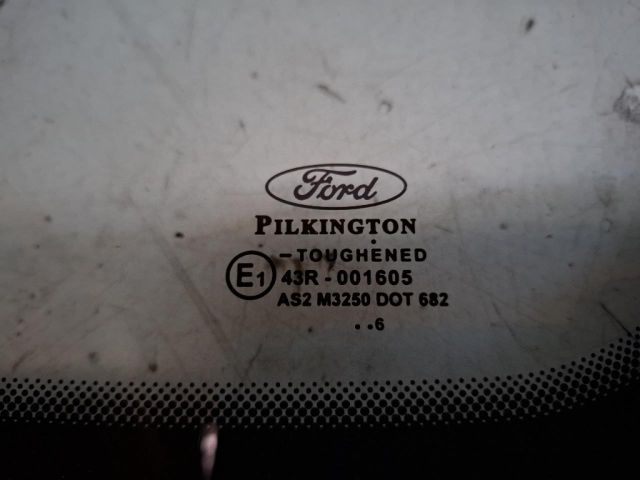 Ford
PILKINGTON
- TOUGHENED
E1 43R - 001605
AS2 M3250 DOT 682
. . 6